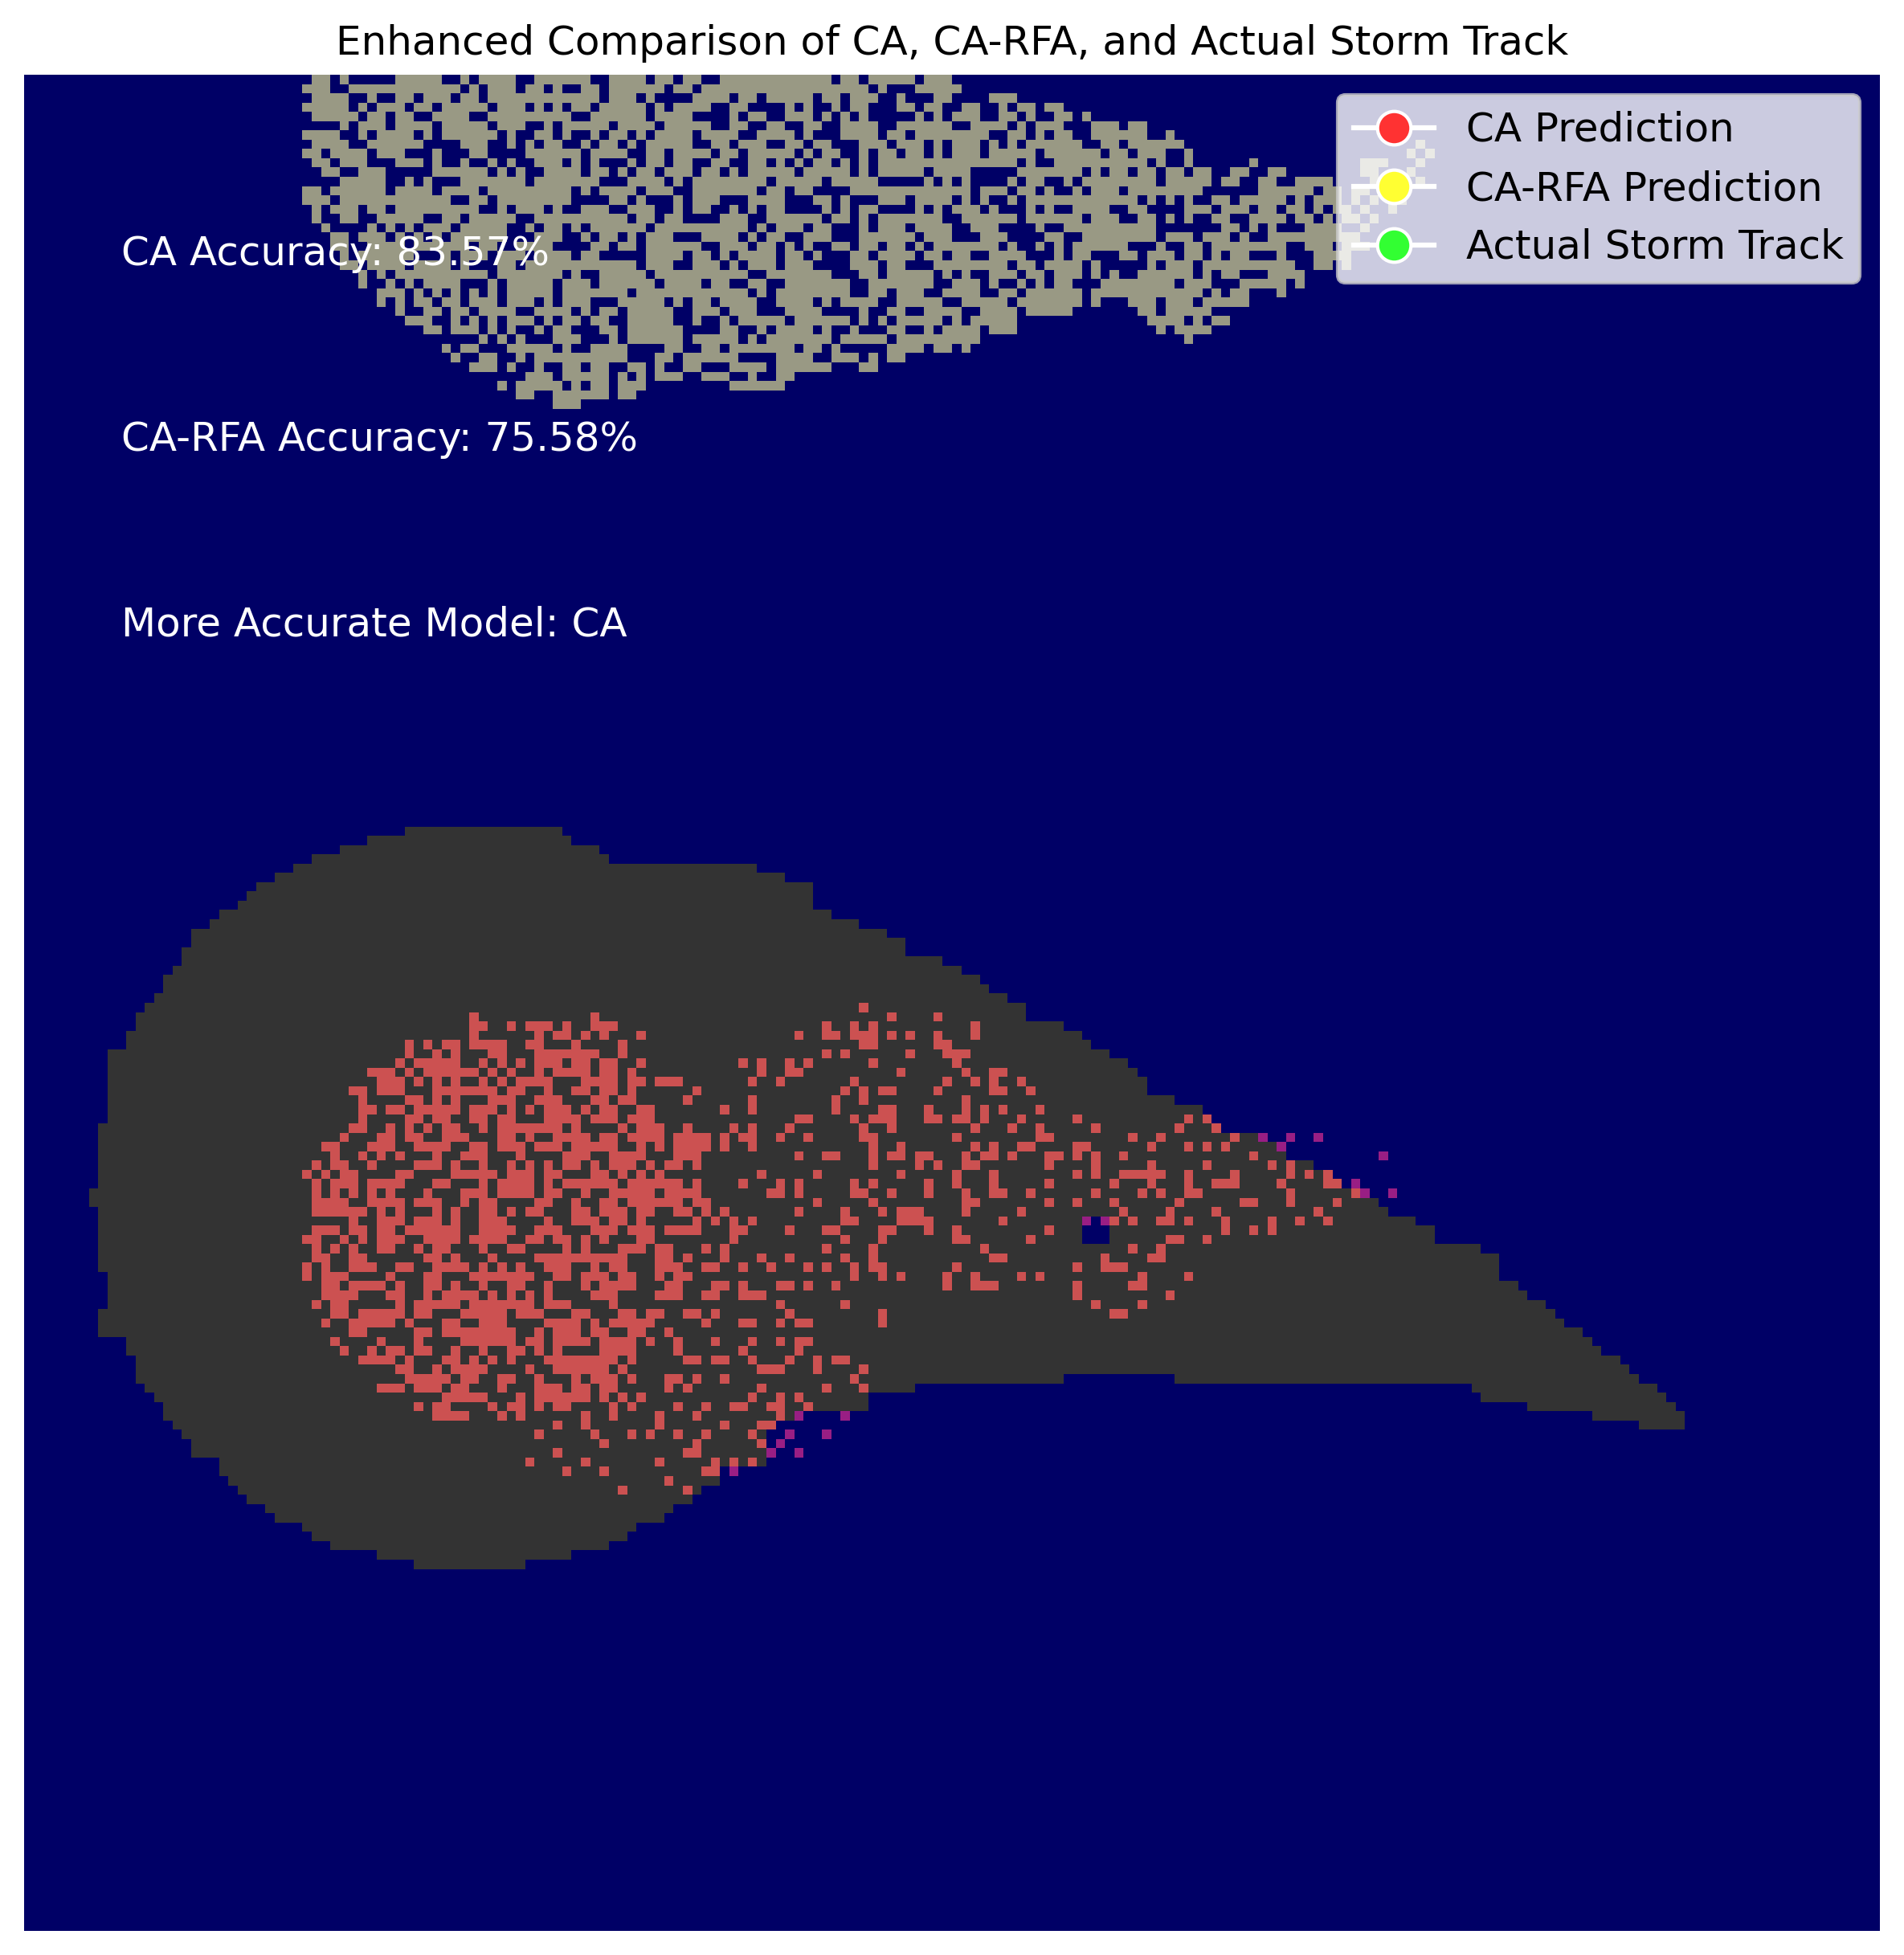 Enhanced Comparison of CA, CA-RFA, and Actual Storm Track
CA Prediction
CA-RFA Prediction
Actual Storm Track
CA Accuracy: 83.57%
CA-RFA Accuracy: 75.58%
More Accurate Model: CA